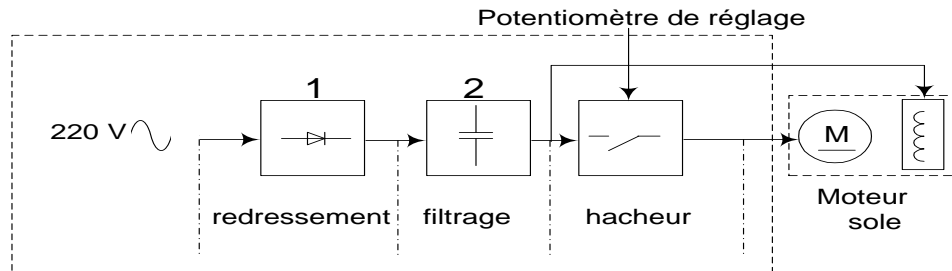 Potentiomètre de réglage
1
2
220 V
M
redressement
filtrage
hacheur
Moteur
sole